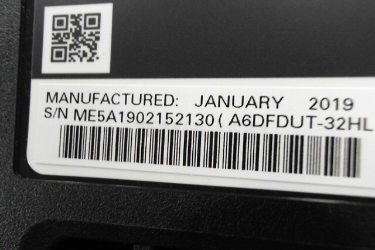 MANUFACTURED: JANUARY 2019
S/N ME5A1902152130 ( A6DFDUT-32HL